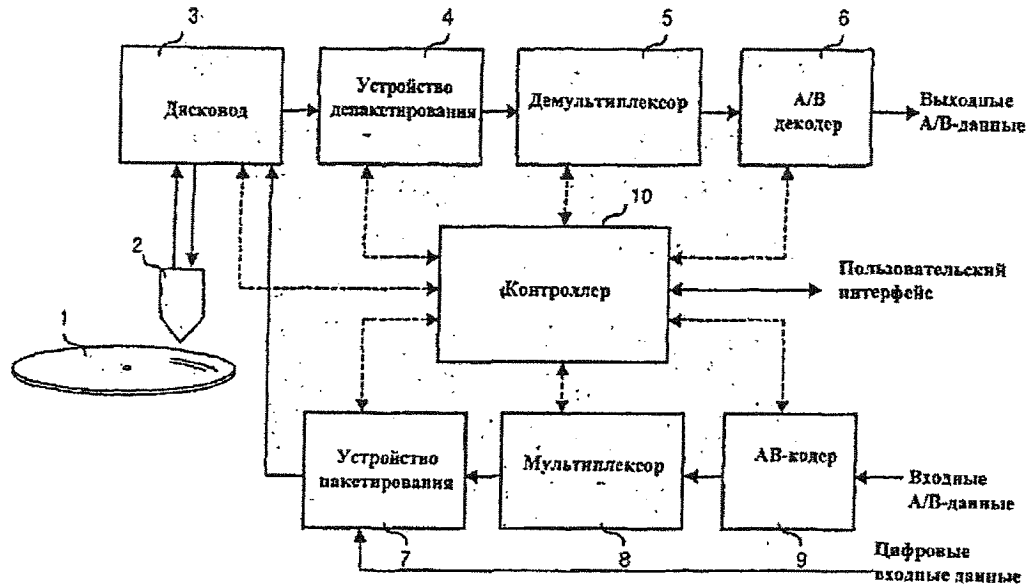 3
4
5
6
Дисковод
Устройство
депакетирования
Демультиплексор
А/В
декодер
Выходные
А/В-данные
10
2
Контроллер
Пользовательский
интерфейс
1
Устройство
пакетирования
Мультиплексор
АВ-кодер
Входные
А/В-данные
7
8
9
Цифровые
входные данные